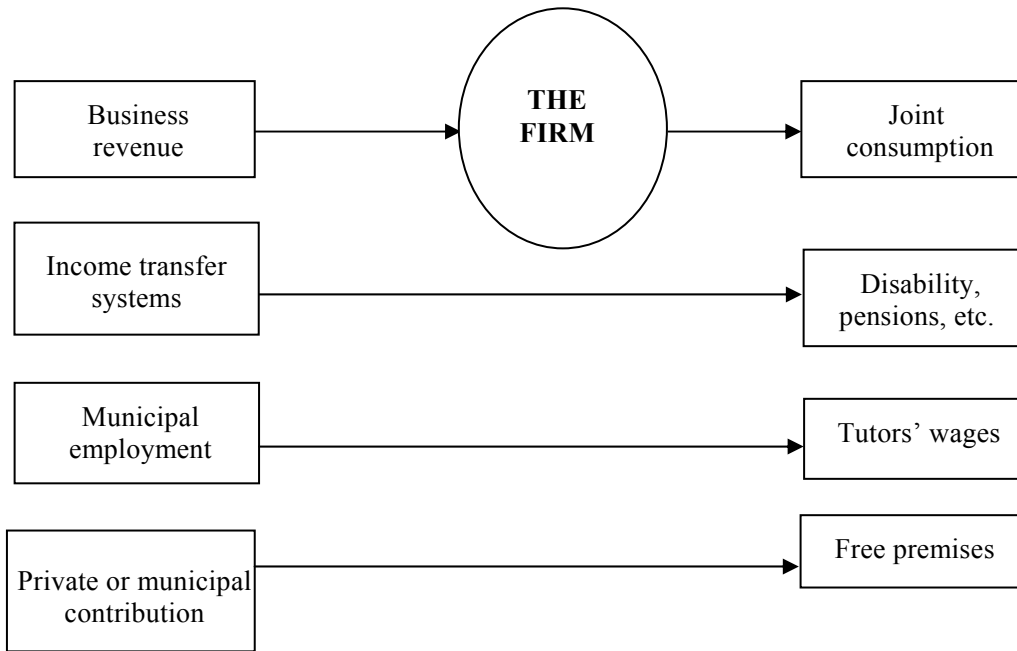 Business
revenue
THE
FIRM
Joint
consumption
Income transfer
systems
Disability,
pensions, etc.
Municipal
employment
Tutors’ wages
Private or municipal
contribution
Free premises